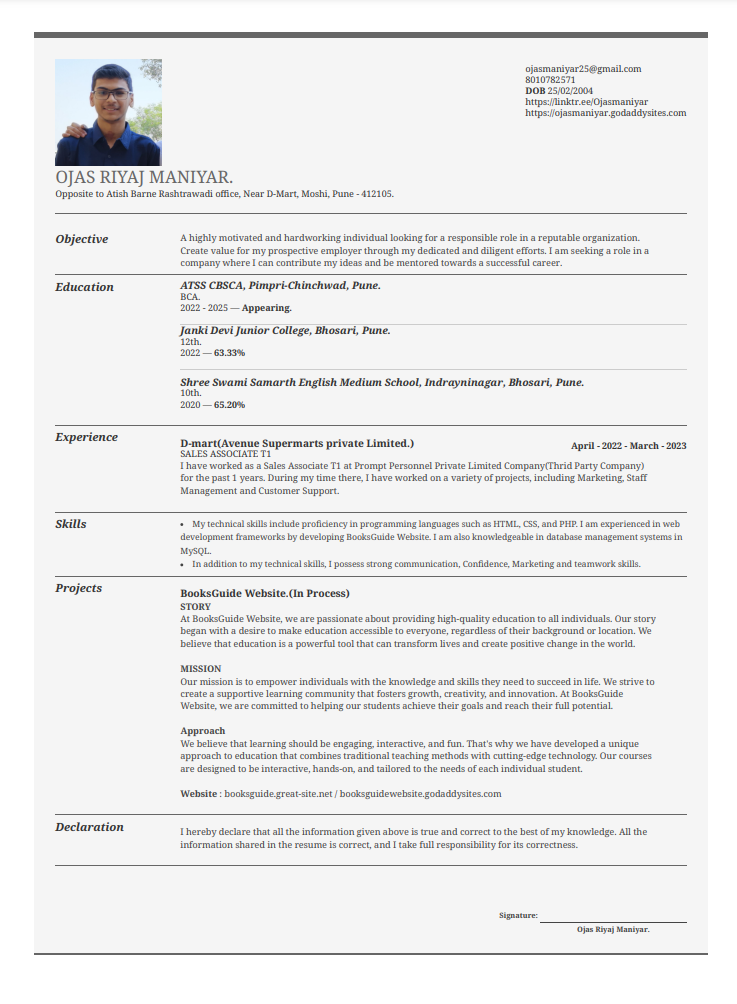 ojasmaniyar25@gmail.com
8010782571
DOB 25/02/2004
https://linktr.ee/Ojasmaniyar
https://ojasmaniyar.godaddysites.com
OJAS RIYAJ MANIYAR.
Opposite to Atish Barne Rashtrawadi office, Near D-Mart, Moshi, Pune - 412105.
Objective
A highly motivated and hardworking individual looking for a responsible role in a reputable organization.
Create value for my prospective employer through my dedicated and diligent efforts. I am seeking a role in a
company where I can contribute my ideas and be mentored towards a successful career.
Education
ATSS CBSCA, Pimpri-Chinchwad, Pune.
BCA.
2022 - 2025 — Appearing.
Janki Devi Junior College, Bhosari, Pune.
12th.
2022 — 63.33%
Shree Swami Samarth English Medium School, Indrayninagar, Bhosari, Pune.
10th.
2020 — 65.20%
Experience
D-mart(Avenue Supermarts private Limited.)
April - 2022 - March - 2023
SALES ASSOCIATE T1
I have worked as a Sales Associate T1 at Prompt Personnel Private Limited Company(Thrid Party Company)
for the past 1 years. During my time there, I have worked on a variety of projects, including Marketing, Staff
Management and Customer Support.
Skills
• My technical skills include proficiency in programming languages such as HTML, CSS, and PHP. I am experienced in web
development frameworks by developing BooksGuide Website. I am also knowledgeable in database management systems in
MySQL.
• In addition to my technical skills, I possess strong communication, Confidence, Marketing and teamwork skills.
Projects
BooksGuide Website.(In Process)
STORY
At BooksGuide Website, we are passionate about providing high-quality education to all individuals. Our story
began with a desire to make education accessible to everyone, regardless of their background or location. We
believe that education is a powerful tool that can transform lives and create positive change in the world.
MISSION
Our mission is to empower individuals with the knowledge and skills they need to succeed in life. We strive to
create a supportive learning community that fosters growth, creativity, and innovation. At BooksGuide
Website, we are committed to helping our students achieve their goals and reach their full potential.
Approach
We believe that learning should be engaging, interactive, and fun. That's why we have developed a unique
approach to education that combines traditional teaching methods with cutting-edge technology. Our courses
are designed to be interactive, hands-on, and tailored to the needs of each individual student.
Website : booksguide.great-site.net / booksguidewebsite.godaddysites.com
Declaration
I hereby declare that all the information given above is true and correct to the best of my knowledge. All the
information shared in the resume is correct, and I take full responsibility for its correctness.
Signature:
Ojas Riyaj Maniyar.